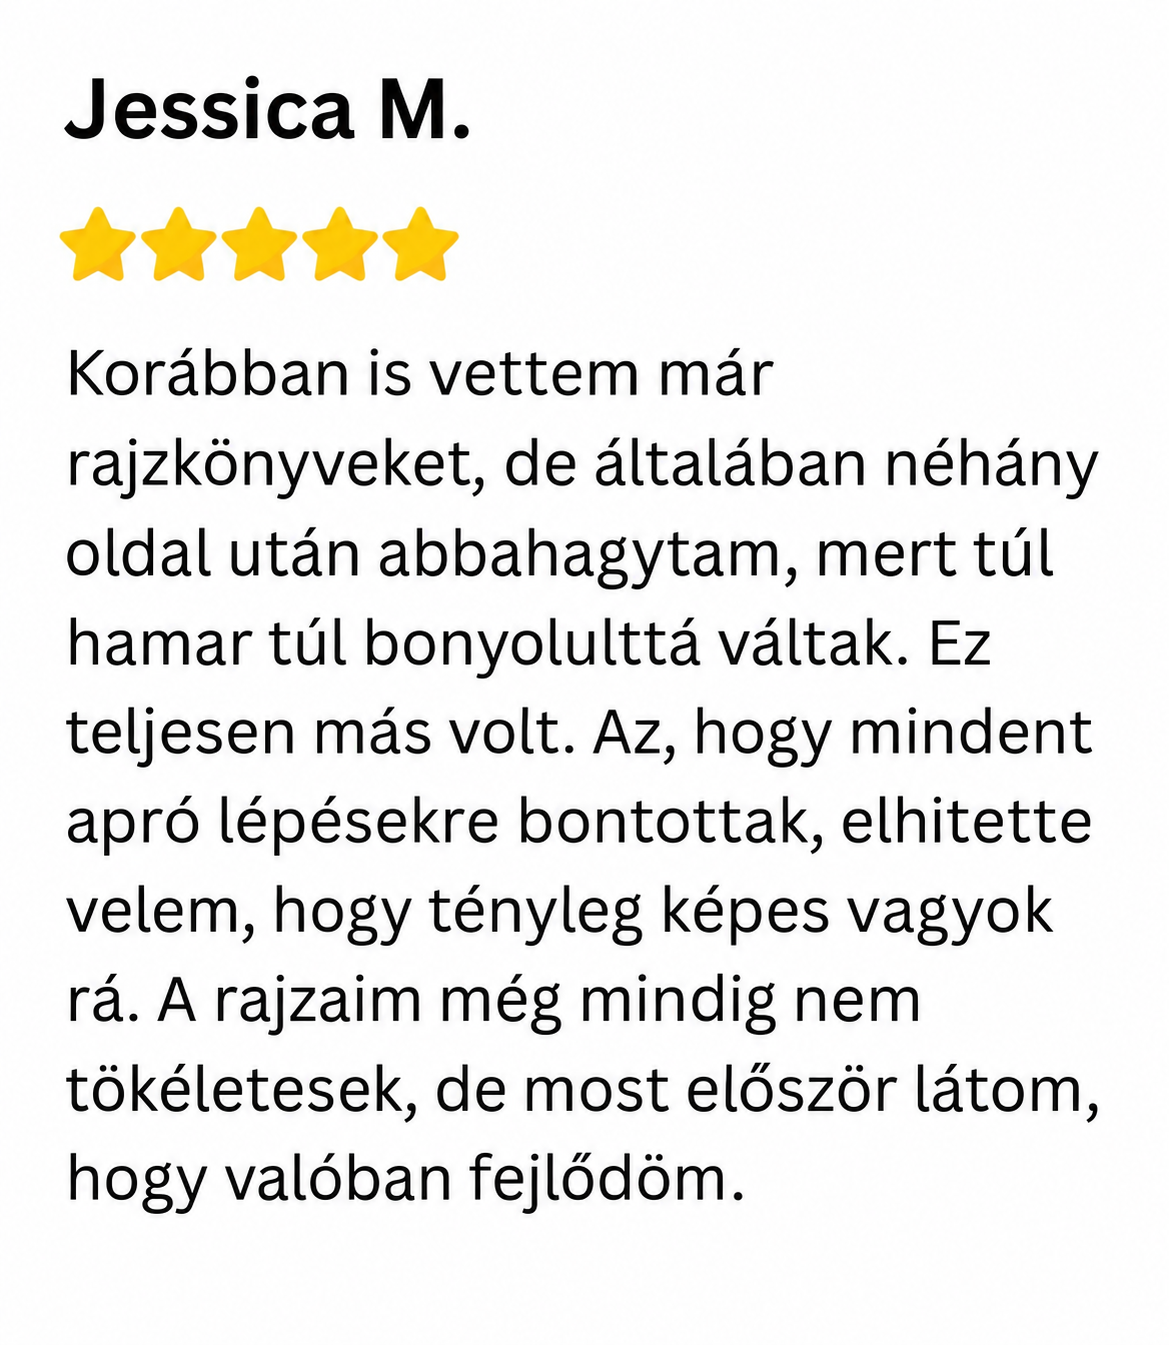 Jessica M.
Korábban is vettem már
rajzkönyveket, de általában néhány
oldal után abbahagytam, mert túl
hamar túl bonyolulttá váltak. Ez
teljesen más volt. Az, hogy mindent
apró lépésekre bontottak, elhitette
velem, hogy tényleg képes vagyok
rá. A rajzaim még mindig nem
tökéletesek, de most először látom,
hogy valóban fejlődöm.